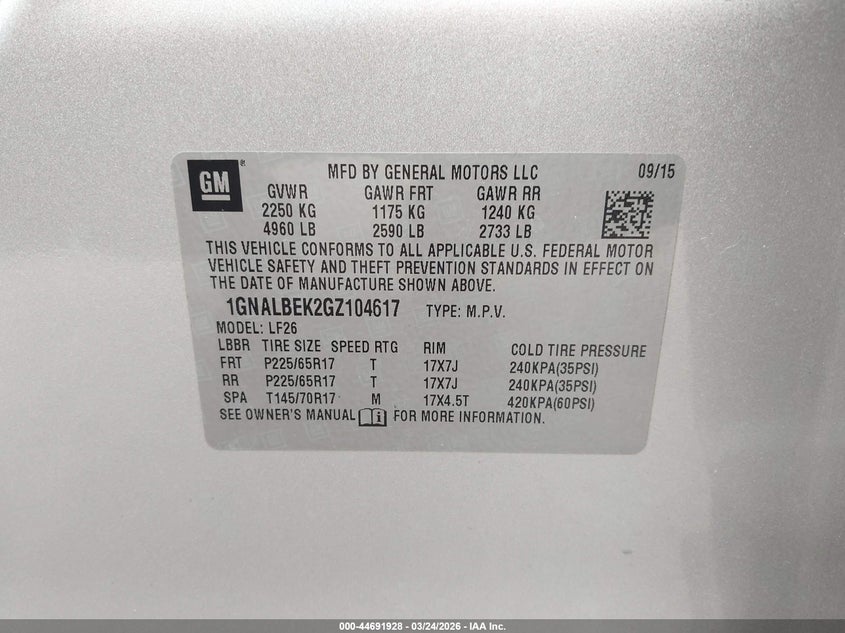 GM ® MFD BY GENERAL MOTORS LLC 09/15
GVWR GAWR FRT GAWR RR
2250 KG 1175 KG 1240 KG
4960 LB 2590 LB 2733 LB
THIS VEHICLE CONFORMS TO ALL APPLICABLE U.S. FEDERAL MOTOR
VEHICLE SAFETY AND THEFT PREVENTION STANDARDS IN EFFECT ON
THE DATE OF MANUFACTURE SHOWN ABOVE.
1GNALBEK2GZ104617 TYPE: M.P.V.
MODEL: LF26
LBBR TIRE SIZE SPEED RTG RIM COLD TIRE PRESSURE
FRT P225/65R17 T 17X7J 240KPA(35PSI)
RR P225/65R17 T 17X7J 240KPA(35PSI)
SPA T145/70R17 M 17X4.5T 420KPA(60PSI)
SEE OWNER'S MANUAL i FOR MORE INFORMATION.
000-44691928 - 03/24/2026 - IAA Inc.